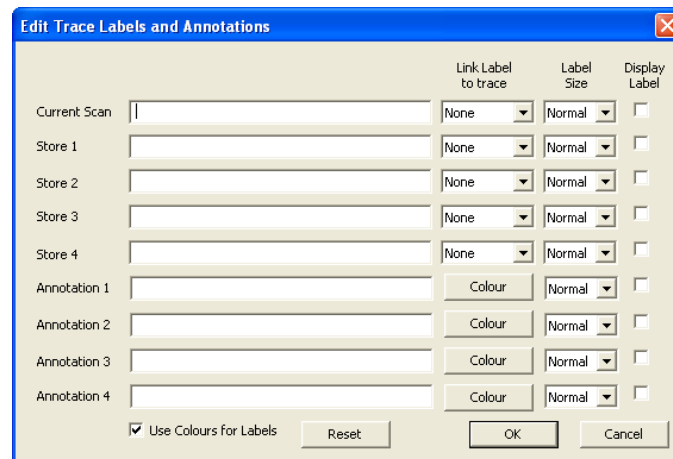 Edit Trace Labels and Annotations
Link Label Label Display
to trace Size Label
Current Scan None Normal
Store 1 None Normal
Store 2 None Normal
Store 3 None Normal
Store 4 None Normal
Annotation 1 Colour Normal
Annotation 2 Colour Normal
Annotation 3 Colour Normal
Annotation 4 Colour Normal
Use Colours for Labels Reset OK Cancel